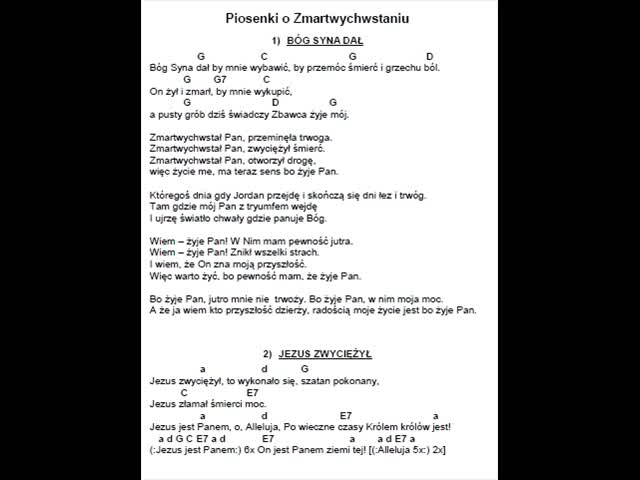 Piosenki o Zmartwychwstaniu
1) BÓG SYNA DAŁ
G C G D
Bóg Syna dał by mnie wybawić, by przemóc śmierć i grzechu ból.
G G7 C
On żył i zmarł, by mnie wykupić,
G D G
a pusty grób dziś świadczy Zbawca żyje mój.
Zmartwychwstał Pan, przeminęła trwoga.
Zmartwychwstał Pan, zwyciężył śmierć.
Zmartwychwstał Pan, otworzył drogę,
więc życie me, ma teraz sens bo żyje Pan.
Któregoś dnia gdy Jordan przejdę i skończą się dni łez i trwóg.
Tam gdzie mój Pan z tryumfem wejdę
I ujrzę światło chwały gdzie panuje Bóg.
Wiem – żyje Pan! W Nim mam pewność jutra.
Wiem – żyje Pan! Znikł wszelki strach.
I wiem, że On zna moją przyszłość.
Więc warto żyć, bo pewność mam, że żyje Pan.
Bo żyje Pan, jutro mnie nie trwoży. Bo żyje Pan, w nim moja moc.
A że ja wiem kto przyszłość dzierży, radością moje życie jest bo żyje Pan.
2) JEZUS ZWYCIĘŻYŁ
a d G
Jezus zwyciężył, to wykonało się, szatan pokonany,
C E7
Jezus złamał śmierci moc.
a d E7 a
Jezus jest Panem, o, Alleluja, Po wieczne czasy Królem królów jest!
a d G C E7 a d E7 a a d E7 a
(:Jezus jest Panem:) 6x On jest Panem ziemi tej! [(:Alleluja 5x:) 2x]